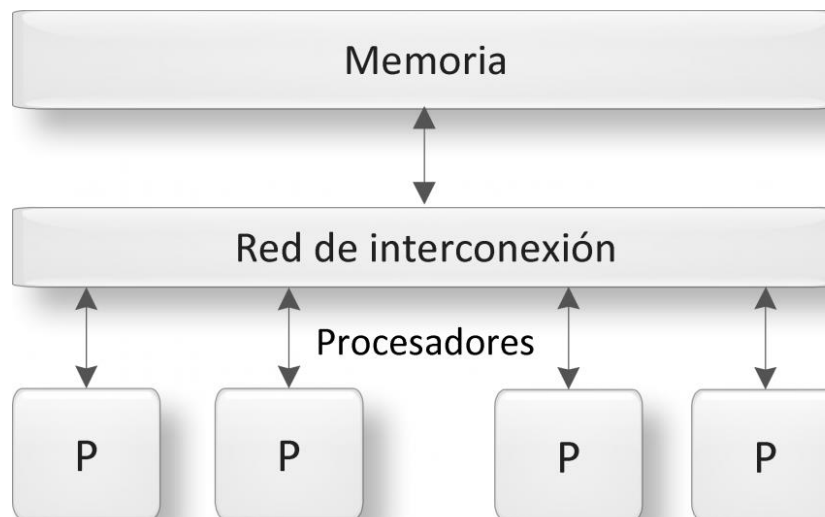 Memoria
Red de interconexión
Procesadores
P P P P